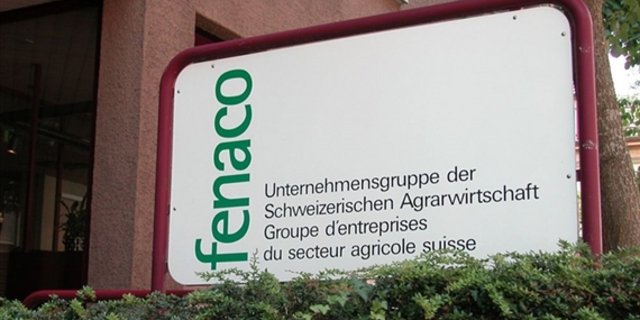 fenaco
Unternehmensgruppe der
Schweizerischen Agrarwirtschaft
Groupe d'entreprises
du secteur agricole suisse